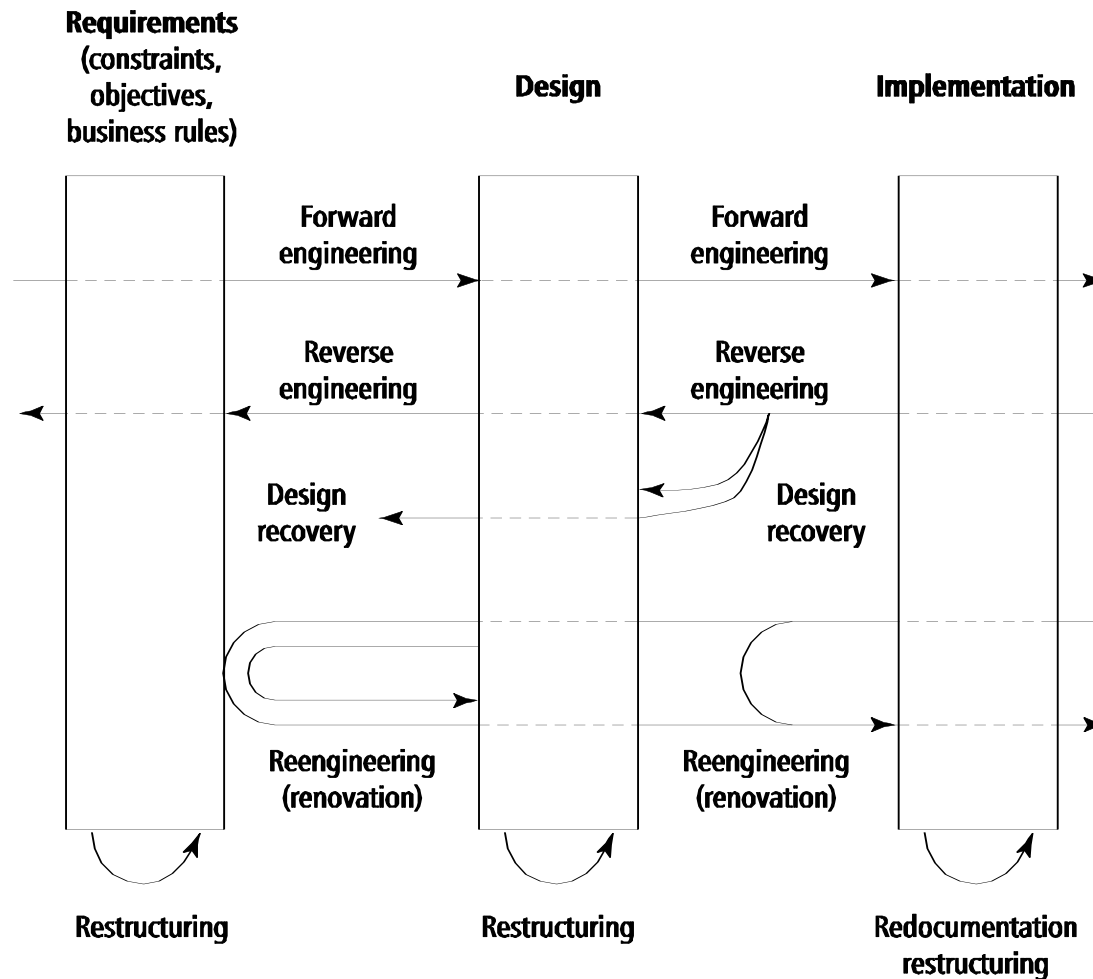 Requirements
(constraints,
objectives,
business rules)
Design
Implementation
Forward
engineering
Forward
engineering
Reverse
engineering
Reverse
engineering
Design
recovery
Design
recovery
Reengineering
(renovation)
Reengineering
(renovation)
Restructuring
Restructuring
Redocumentation
restructuring